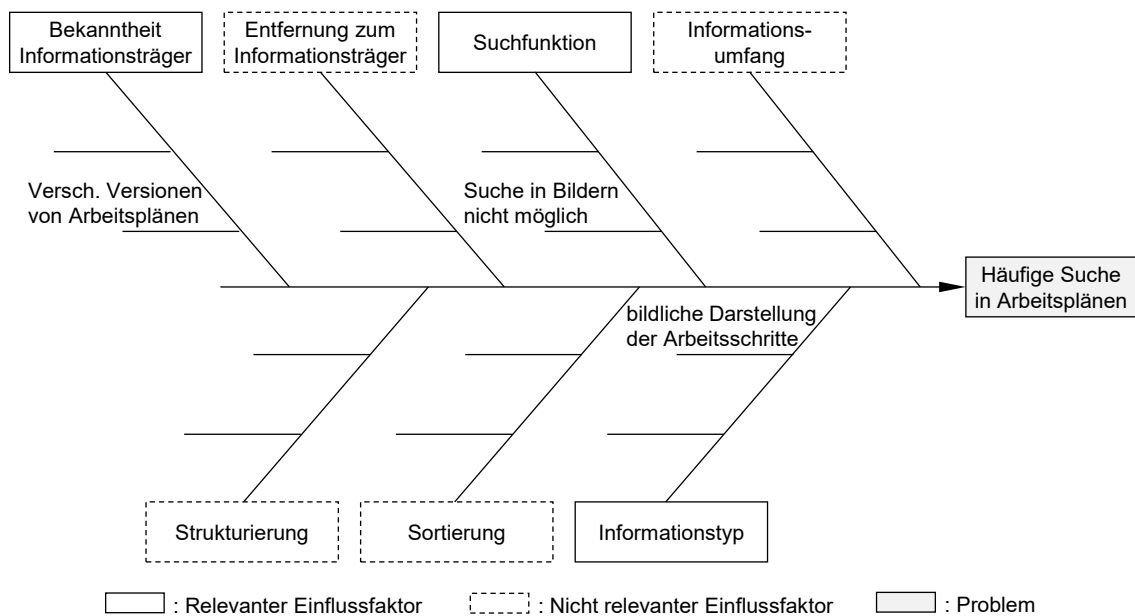 Bekanntheit
Informationsträger
Entfernung zum
Informationsträger
Suchfunktion
Informations-
umfang
Versch. Versionen
von Arbeitsplänen
Suche in Bildern
nicht möglich
Häufige Suche
in Arbeitsplänen
bildliche Darstellung
der Arbeitsschritte
Strukturierung
Sortierung
Informationstyp
: Relevanter Einflussfaktor
: Nicht relevanter Einflussfaktor
: Problem